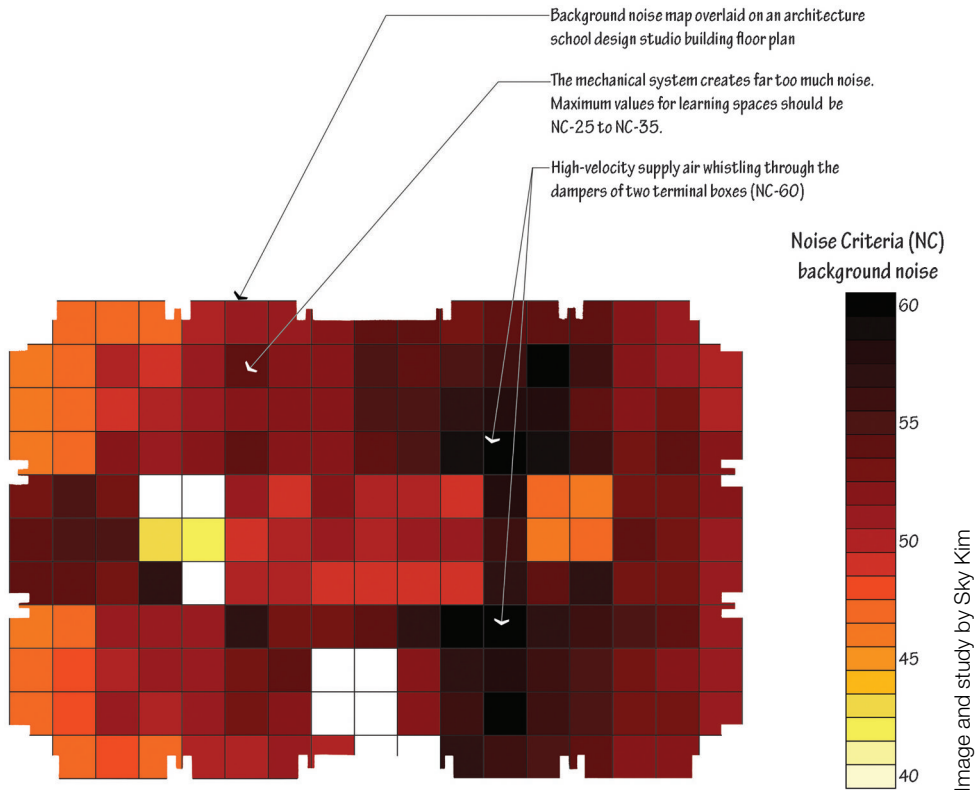 Background noise map overlaid on an architecture
school design studio building floor plan
The mechanical system creates far too much noise.
Maximum values for learning spaces should be
NC-25 to NC-35.
High-velocity supply air whistling through the
dampers of two terminal boxes (NC-60)
Noise Criteria (NC)
background noise
60
55
50
45
40
Image and study by Sky Kim